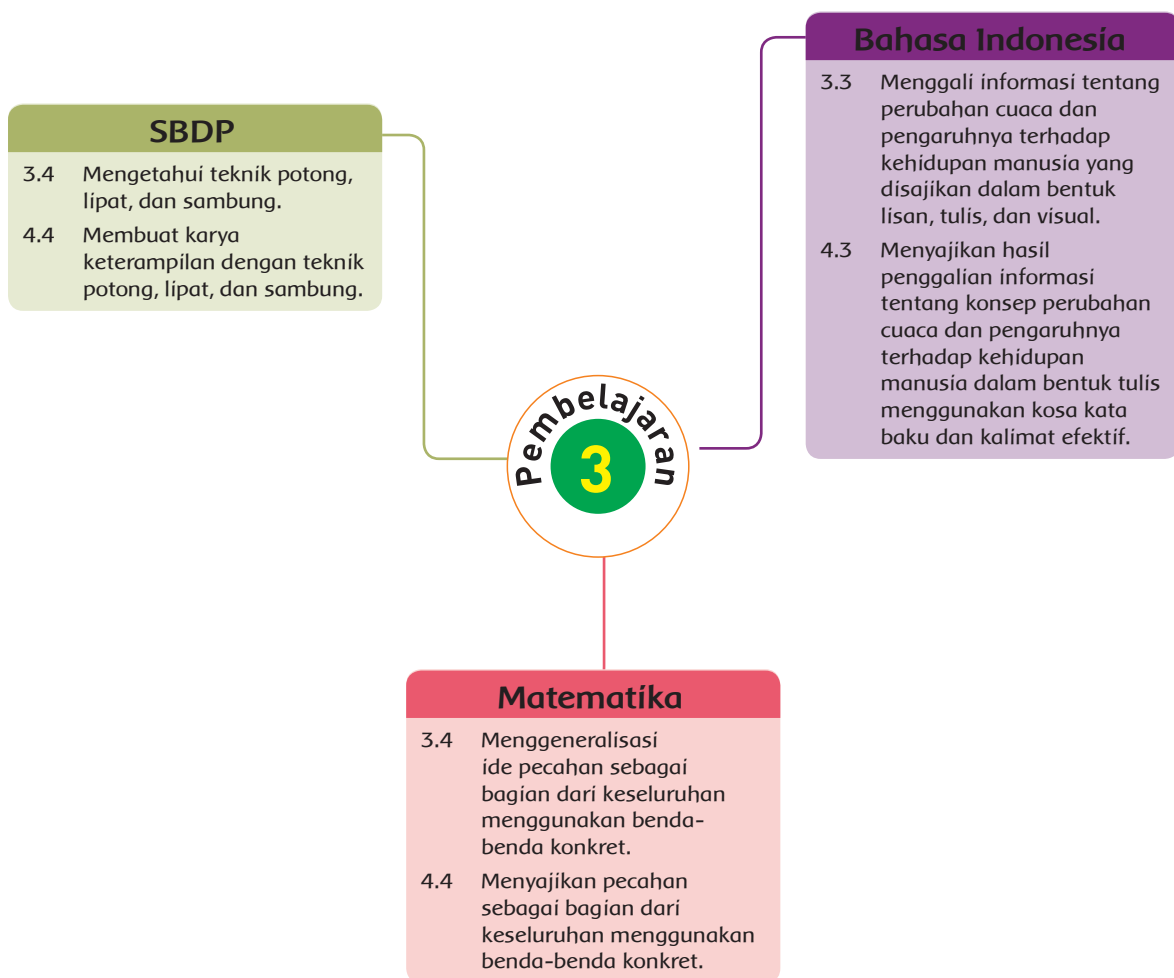 Bahasa Indonesia
3.3 Menggali informasi tentang
perubahan cuaca dan
pengaruhnya terhadap
kehidupan manusia yang
disajikan dalam bentuk
lisan, tulis, dan visual.
4.3 Menyajikan hasil
penggalian informasi
tentang konsep perubahan
cuaca dan pengaruhnya
terhadap kehidupan
manusia dalam bentuk tulis
menggunakan kosa kata
baku dan kalimat efektif.
SBDP
3.4 Mengetahui teknik potong,
lipat, dan sambung.
4.4 Membuat karya
keterampilan dengan teknik
potong, lipat, dan sambung.
Pembelajaran
3
Matematika
3.4 Menggeneralisasi
ide pecahan sebagai
bagian dari keseluruhan
menggunakan benda-
benda konkret.
4.4 Menyajikan pecahan
sebagai bagian dari
keseluruhan menggunakan
benda-benda konkret.